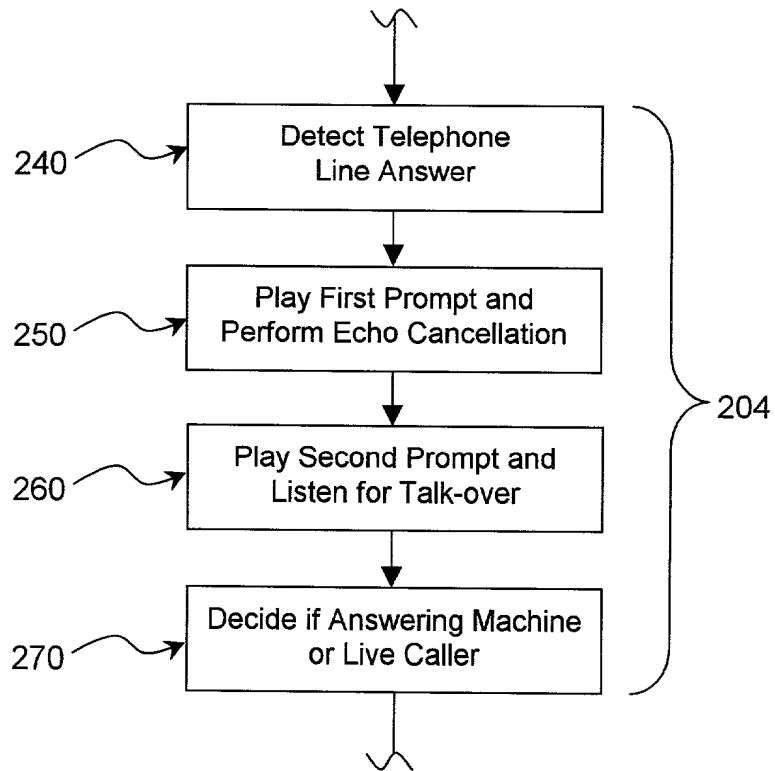 240
Detect Telephone
Line Answer
250
Play First Prompt and
Perform Echo Cancellation
204
260
Play Second Prompt and
Listen for Talk-over
270
Decide if Answering Machine
or Live Caller